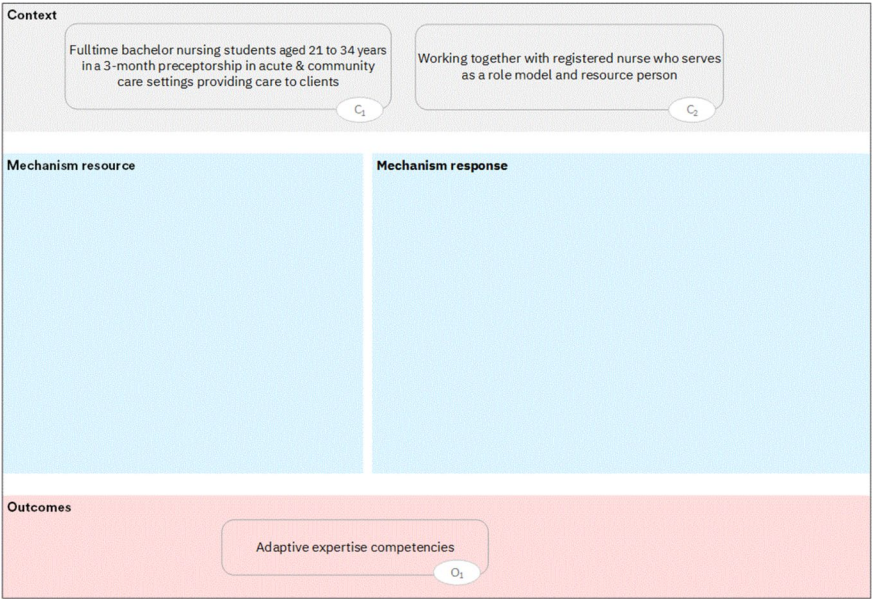 Context
Fulltime bachelor nursing students aged 21 to 34 years
in a 3-month preceptorship in acute & community
care settings providing care to clients
C₁
Working together with registered nurse who serves
as a role model and resource person
C₂
Mechanism resource
Mechanism response
Outcomes
Adaptive expertise competencies
O₁